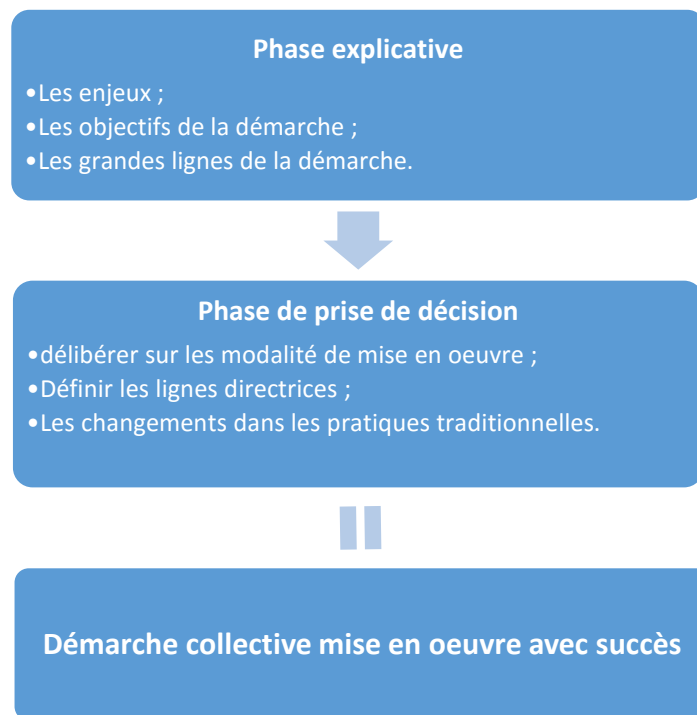 Phase explicative
•Les enjeux ;
•Les objectifs de la démarche ;
•Les grandes lignes de la démarche.
Phase de prise de décision
•délibérer sur les modalité de mise en oeuvre ;
•Définir les lignes directrices ;
•Les changements dans les pratiques traditionnelles.
Démarche collective mise en oeuvre avec succès